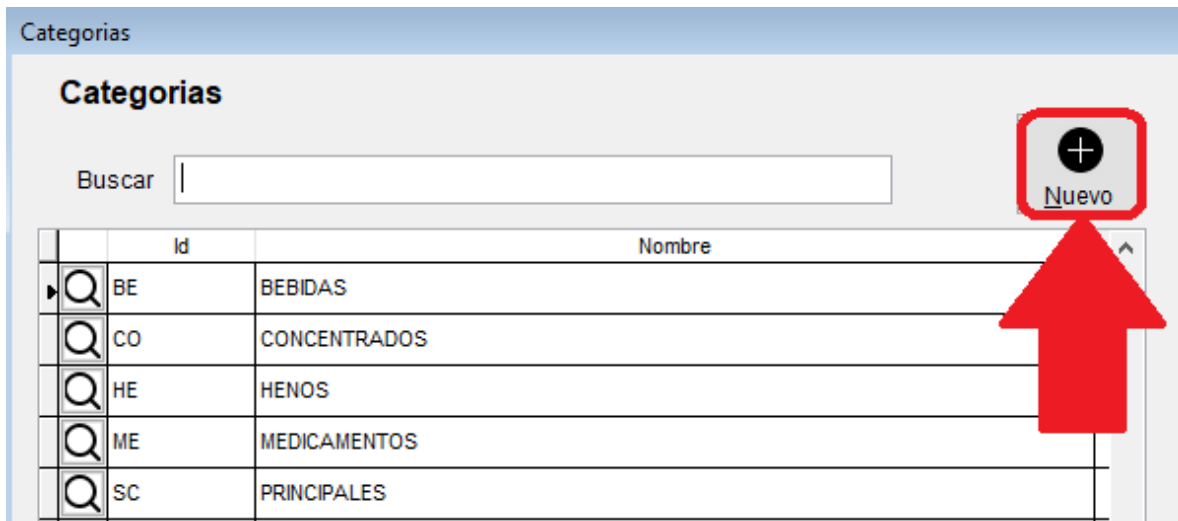 Categorias
Categorias
Buscar
Nuevo
Id Nombre
BE BEBIDAS
CO CONCENTRADOS
HE HENOS
ME MEDICAMENTOS
SC PRINCIPALES